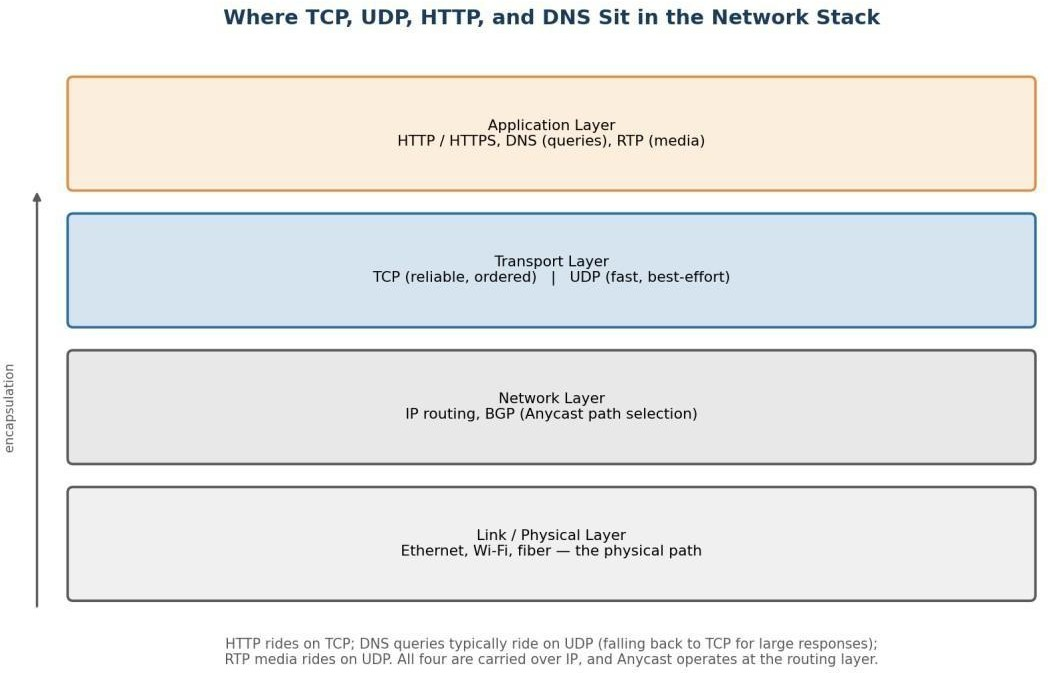 Where TCP, UDP, HTTP, and DNS Sit in the Network Stack
Application Layer
HTTP / HTTPS, DNS (queries), RTP (media)
Transport Layer
TCP (reliable, ordered)   |   UDP (fast, best-effort)
Network Layer
IP routing, BGP (Anycast path selection)
encapsulation
Link / Physical Layer
Ethernet, Wi-Fi, fiber — the physical path
HTTP rides on TCP; DNS queries typically ride on UDP (falling back to TCP for large responses);
RTP media rides on UDP. All four are carried over IP, and Anycast operates at the routing layer.